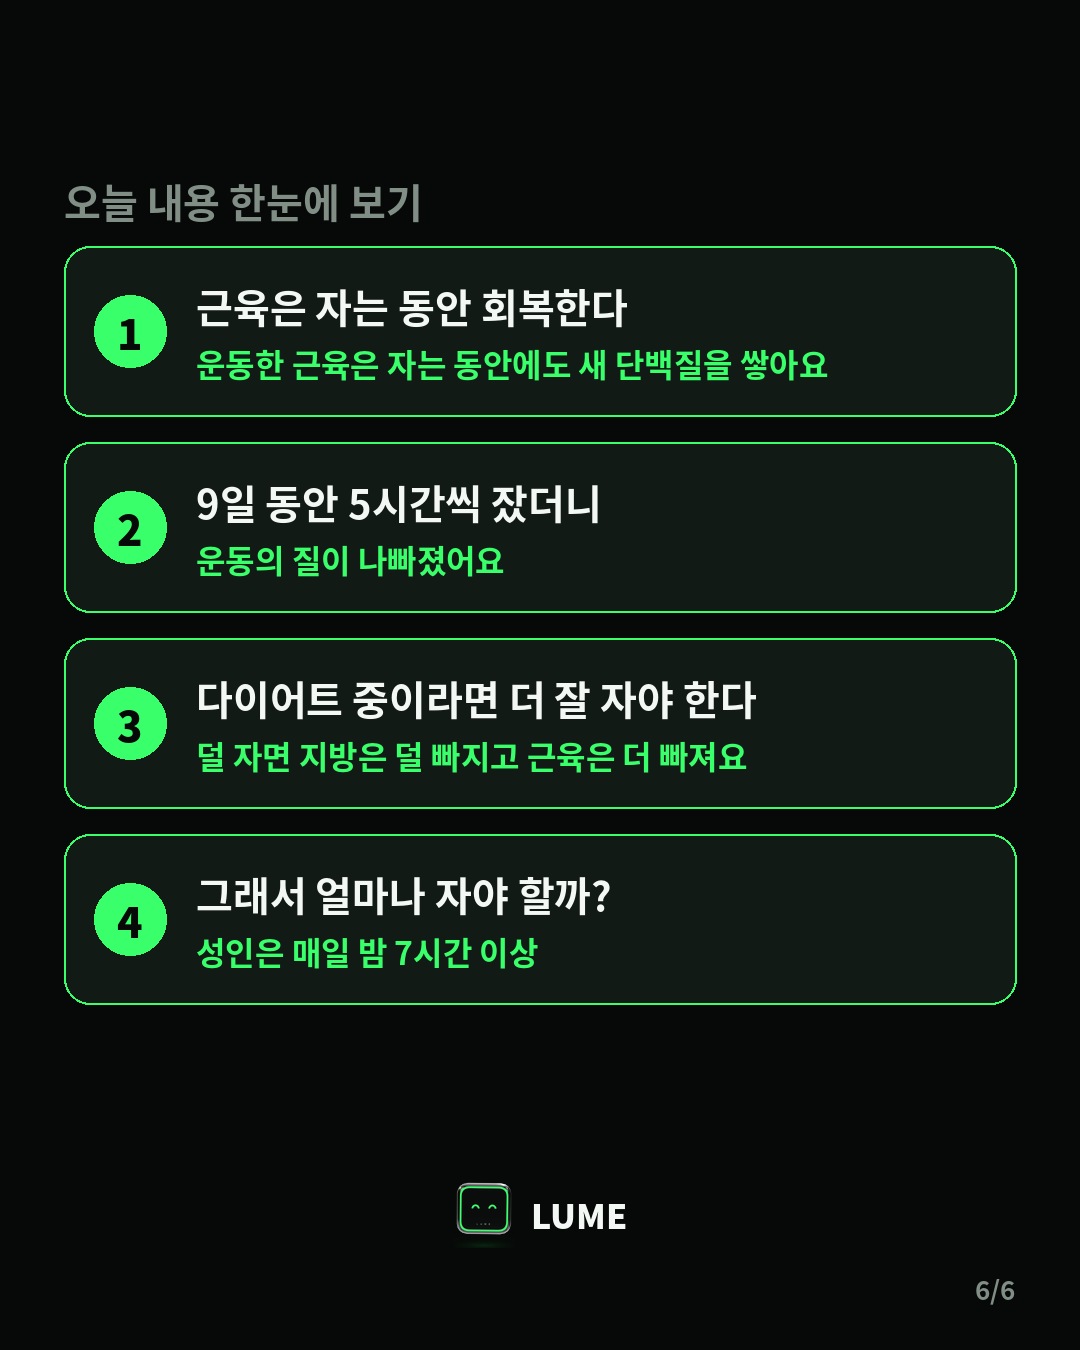 오늘 내용 한눈에 보기
1
근육은 자는 동안 회복한다
운동한 근육은 자는 동안에도 새 단백질을 쌓아요
2
9일 동안 5시간씩 잤더니
운동의 질이 나빠졌어요
3
다이어트 중이라면 더 잘 자야 한다
덜 자면 지방은 덜 빠지고 근육은 더 빠져요
4
그래서 얼마나 자야 할까?
성인은 매일 밤 7시간 이상
LUME
6/6